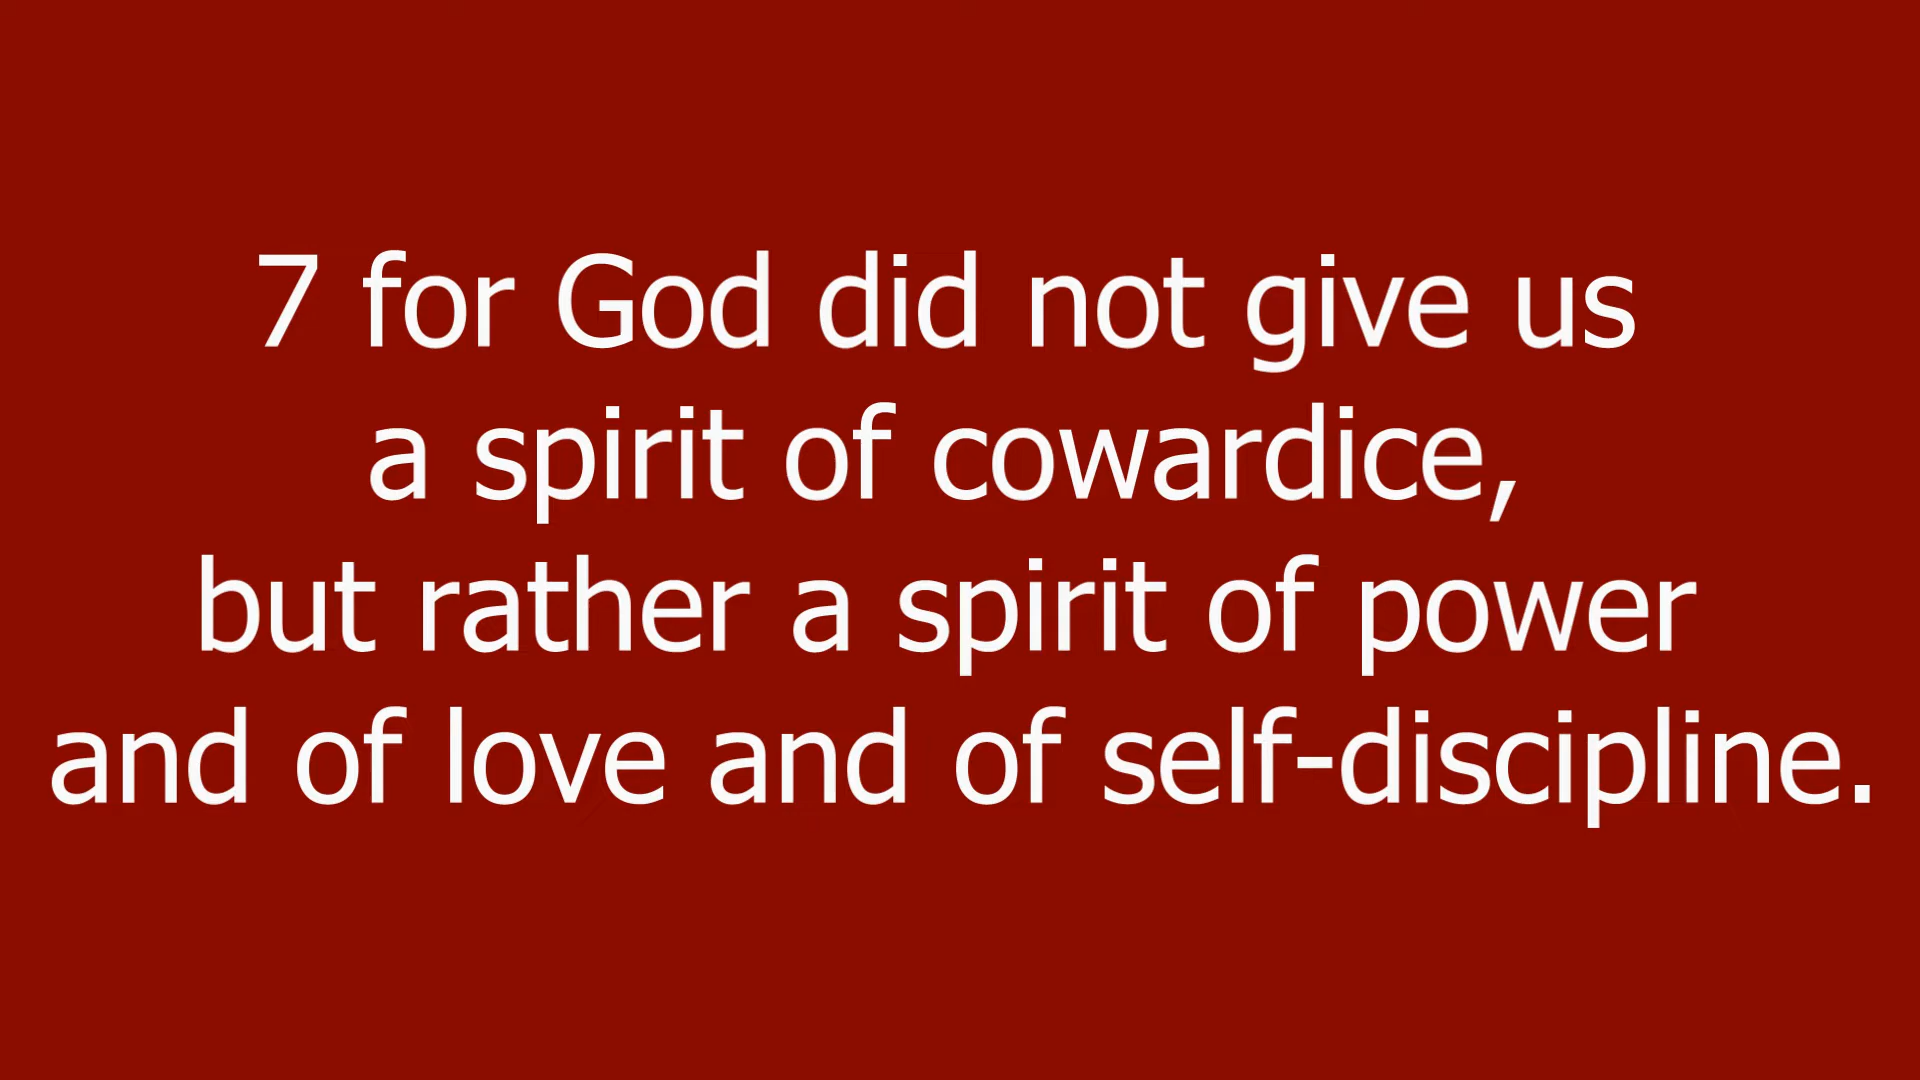 7 for God did not give us
a spirit of cowardice,
but rather a spirit of power
and of love and of self-discipline.